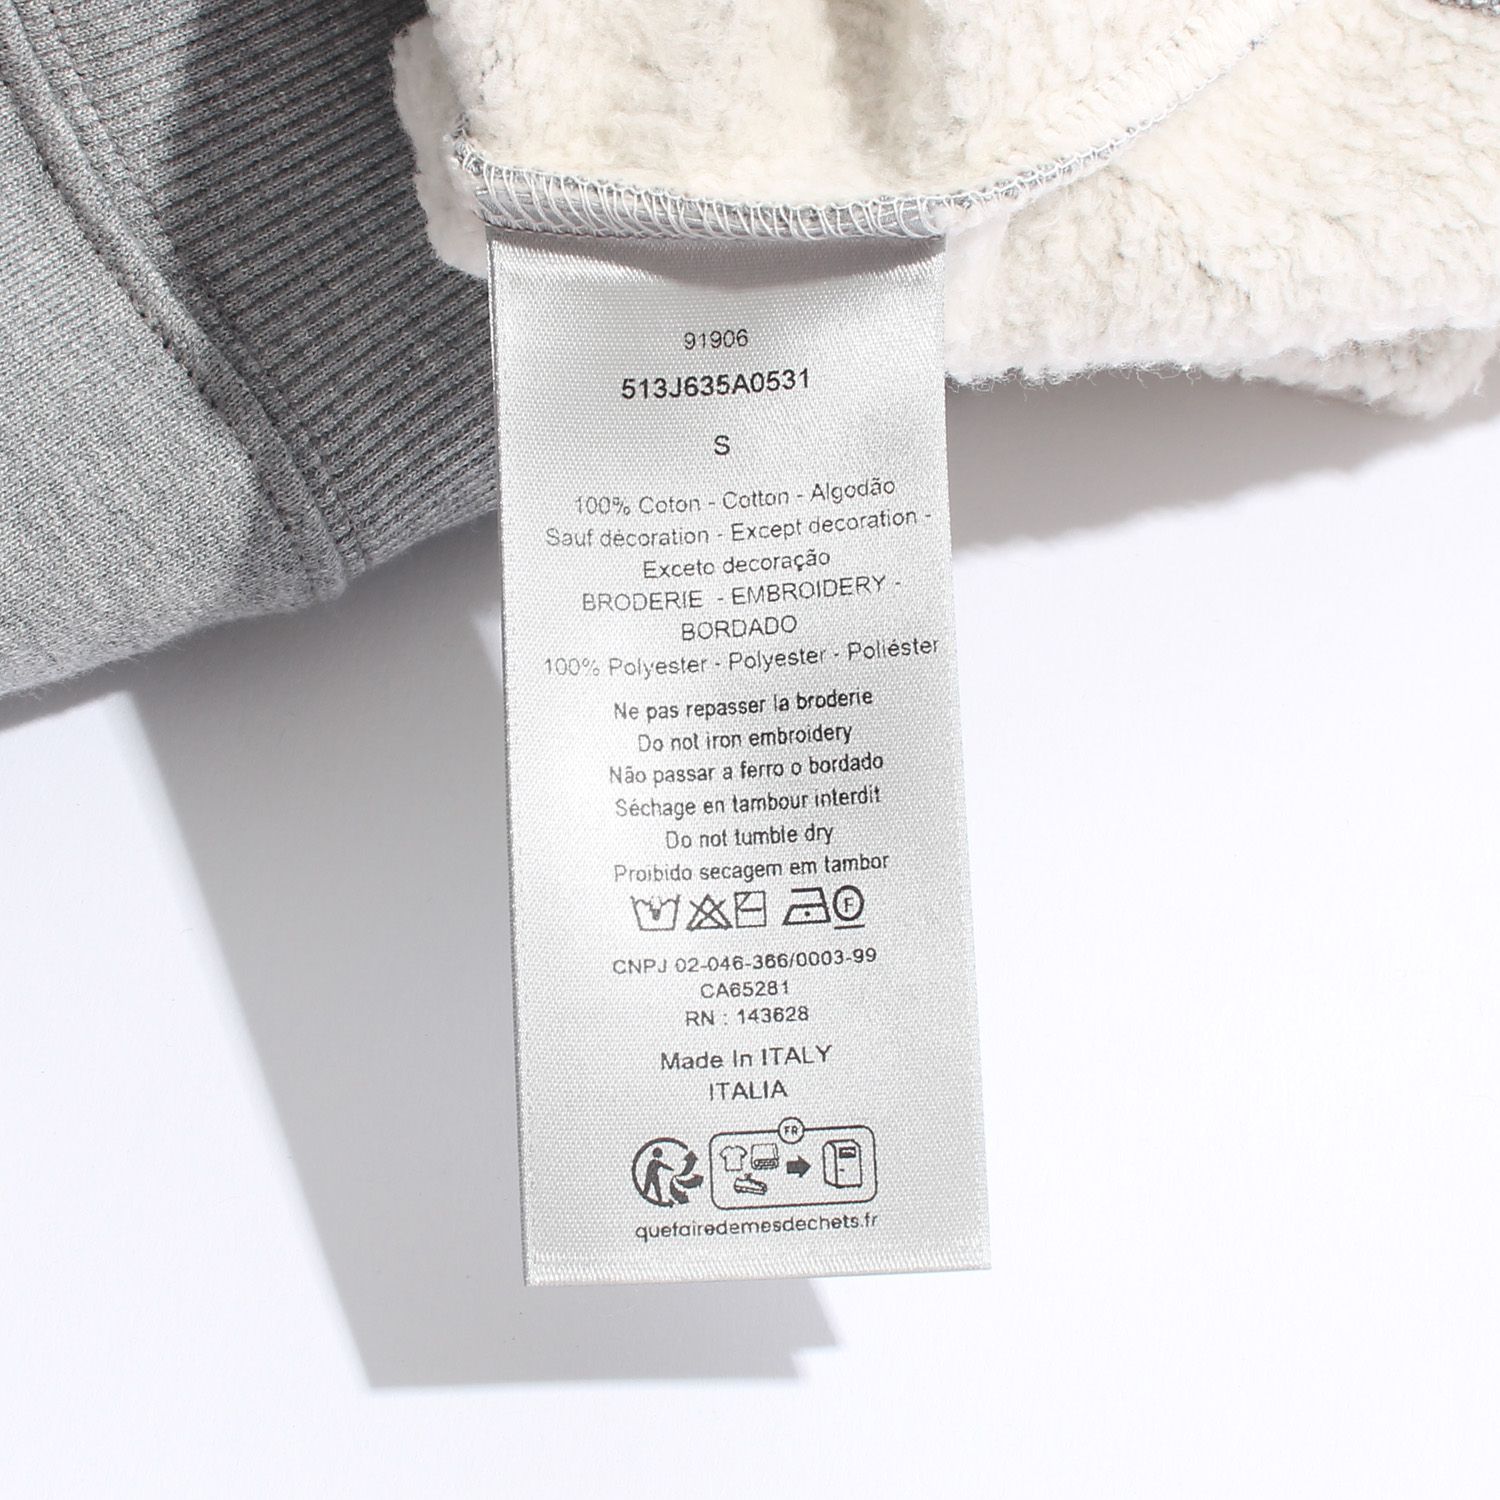 91906
513J635A0531
S
100% Coton - Cotton - Algodão
Sauf décoration - Except decoration -
Exceto decoração
BRODERIE - EMBROIDERY -
BORDADO
100% Polyester - Polyester - Poliéster
Ne pas repasser la broderie
Do not iron embroidery
Não passar a ferro o bordado
Séchage en tambour interdit
Do not tumble dry
Proibido secagem em tambor
F
CNPJ 02-046-366/0003-99
CA65281
RN : 143628
Made In ITALY
ITALIA
FR
quefairedemesdechets.fr